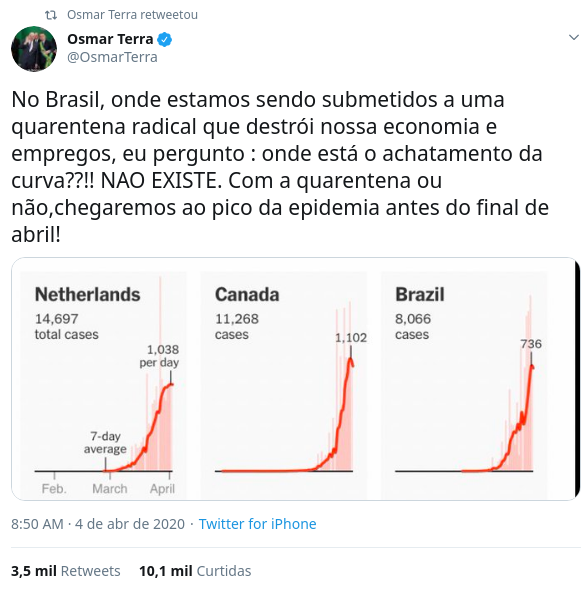 Osmar Terra retweetou
Osmar Terra
@OsmarTerra
No Brasil, onde estamos sendo submetidos a uma
quarentena radical que destrói nossa economia e
empregos, eu pergunto : onde está o achatamento da
curva??!! NAO EXISTE. Com a quarentena ou
não,chegaremos ao pico da epidemia antes do final de
abril!
Netherlands
14,697
total cases
1,038
per day
7-day
average
Feb.
March
April
Canada
11,268
cases
1,102
Brazil
8,066
cases
736
8:50 AM · 4 de abr de 2020 · Twitter for iPhone
3,5 mil Retweets 10,1 mil Curtidas